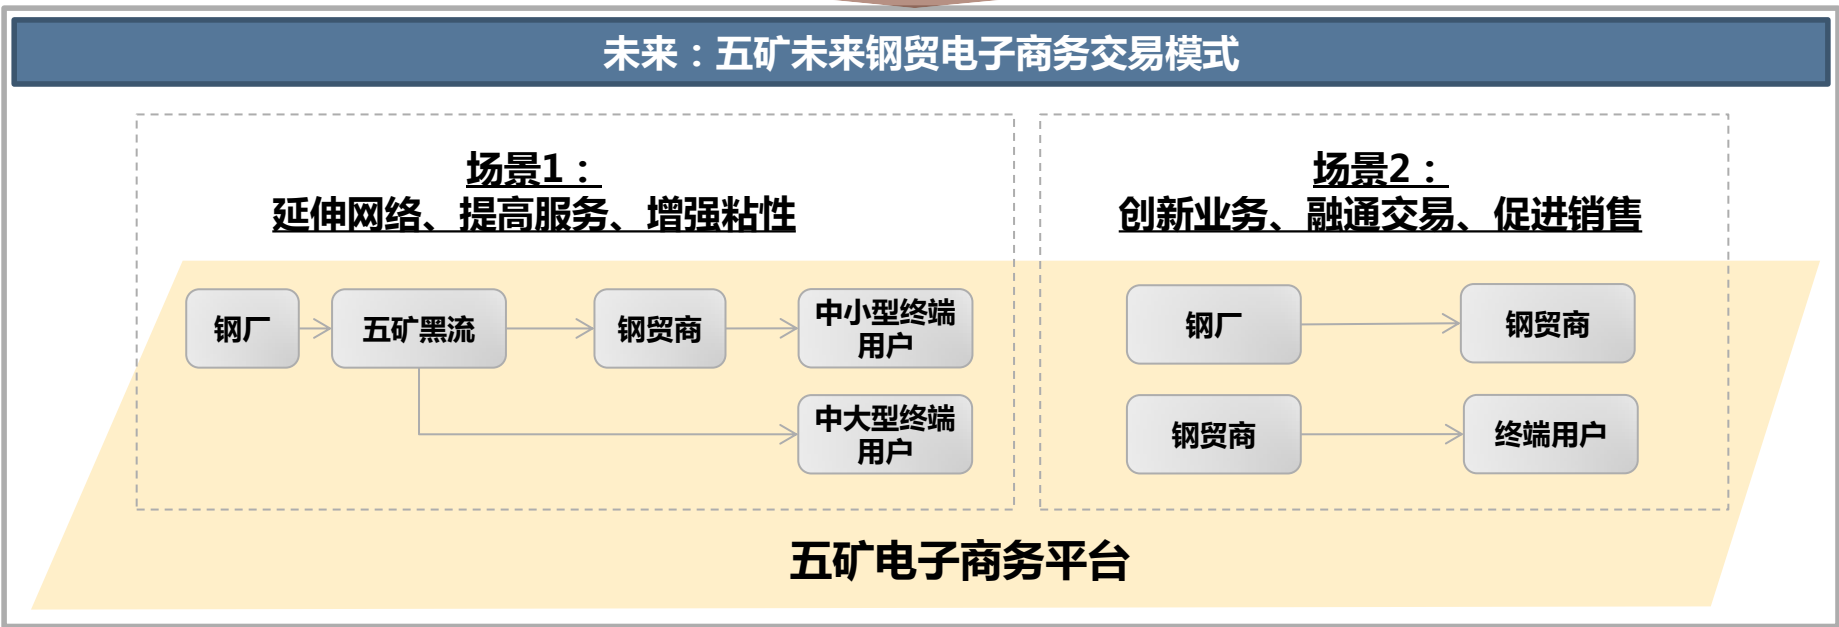 未来：五矿未来钢贸电子商务交易模式
场景1：
延伸网络、提高服务、增强粘性
钢厂
五矿黑流
钢贸商
中小型终端
用户
中大型终端
用户
场景2：
创新业务、融通交易、促进销售
钢厂
钢贸商
钢贸商
终端用户
五矿电子商务平台